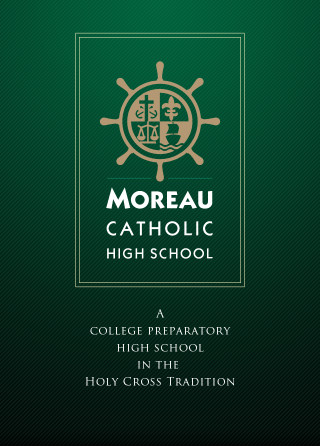 MOREAU
CATHOLIC
HIGH SCHOOL
A
COLLEGE PREPARATORY
HIGH SCHOOL
IN THE
HOLY CROSS TRADITION